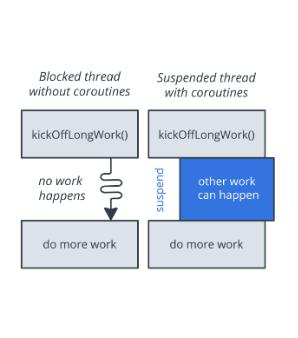 Blocked thread
without coroutines
kickOffLongWork()
no work
happens
do more work
Suspended thread
with coroutines
kickOffLongWork()
suspend
other work
can happen
do more work